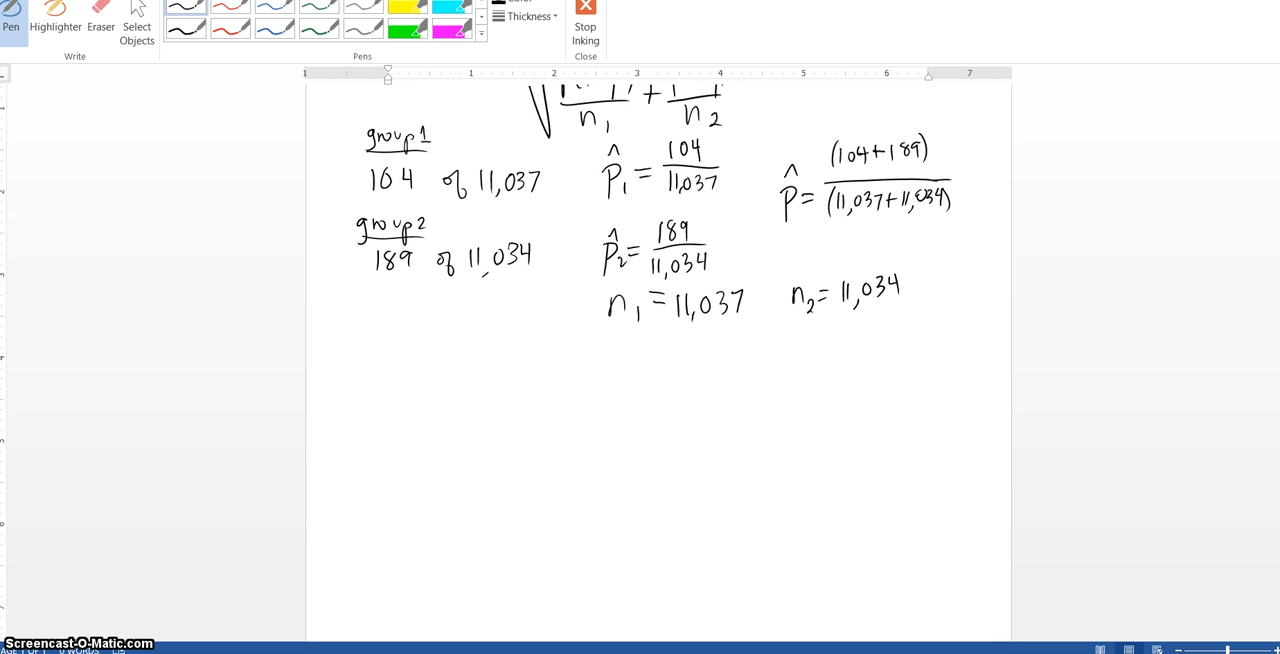 Color
Pen Highlighter Eraser Select Objects
Thickness
Stop Inking
Write Pens Close
1 1 2 3 4 5 6 7
n₁ + n₂
group 1
104 of 11,037
p̂₁ = 104/11,037
p̂ = (104+189)/(11,037+11,034)
group 2
189 of 11,034
p̂₂ = 189/11,034
n₁ = 11,037 n₂ = 11,034
Screencast-O-Matic.com